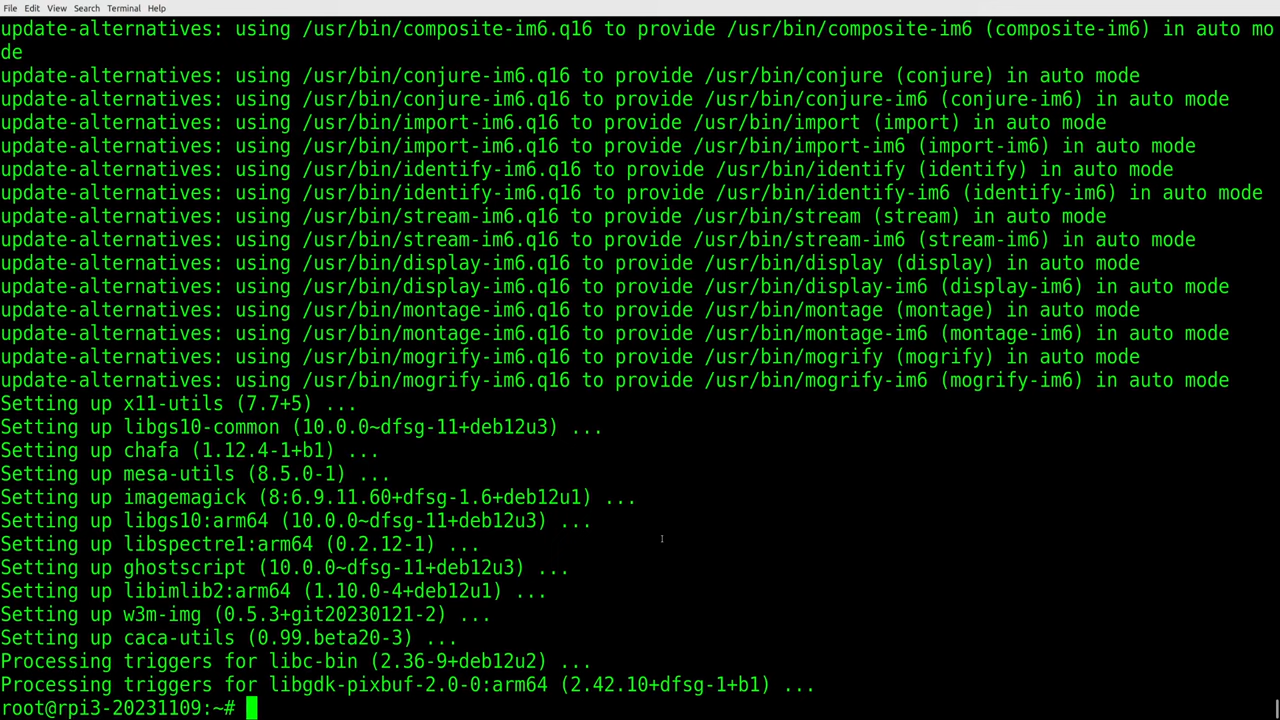 File Edit View Search Terminal Help
update-alternatives: using /usr/bin/composite-im6.q16 to provide /usr/bin/composite-im6 (composite-im6) in auto mo
de
update-alternatives: using /usr/bin/conjure-im6.q16 to provide /usr/bin/conjure (conjure) in auto mode
update-alternatives: using /usr/bin/conjure-im6.q16 to provide /usr/bin/conjure-im6 (conjure-im6) in auto mode
update-alternatives: using /usr/bin/import-im6.q16 to provide /usr/bin/import (import) in auto mode
update-alternatives: using /usr/bin/import-im6.q16 to provide /usr/bin/import-im6 (import-im6) in auto mode
update-alternatives: using /usr/bin/identify-im6.q16 to provide /usr/bin/identify (identify) in auto mode
update-alternatives: using /usr/bin/identify-im6.q16 to provide /usr/bin/identify-im6 (identify-im6) in auto mode
update-alternatives: using /usr/bin/stream-im6.q16 to provide /usr/bin/stream (stream) in auto mode
update-alternatives: using /usr/bin/stream-im6.q16 to provide /usr/bin/stream-im6 (stream-im6) in auto mode
update-alternatives: using /usr/bin/display-im6.q16 to provide /usr/bin/display (display) in auto mode
update-alternatives: using /usr/bin/display-im6.q16 to provide /usr/bin/display-im6 (display-im6) in auto mode
update-alternatives: using /usr/bin/montage-im6.q16 to provide /usr/bin/montage (montage) in auto mode
update-alternatives: using /usr/bin/montage-im6.q16 to provide /usr/bin/montage-im6 (montage-im6) in auto mode
update-alternatives: using /usr/bin/mogrify-im6.q16 to provide /usr/bin/mogrify (mogrify) in auto mode
update-alternatives: using /usr/bin/mogrify-im6.q16 to provide /usr/bin/mogrify-im6 (mogrify-im6) in auto mode
Setting up x11-utils (7.7+5) ...
Setting up libgs10-common (10.0.0~dfsg-11+deb12u3) ...
Setting up chafa (1.12.4-1+b1) ...
Setting up mesa-utils (8.5.0-1) ...
Setting up imagemagick (8:6.9.11.60+dfsg-1.6+deb12u1) ...
Setting up libgs10:arm64 (10.0.0~dfsg-11+deb12u3) ...
Setting up libspectre1:arm64 (0.2.12-1) ...
Setting up ghostscript (10.0.0~dfsg-11+deb12u3) ...
Setting up libimlib2:arm64 (1.10.0-4+deb12u1) ...
Setting up w3m-img (0.5.3+git20230121-2) ...
Setting up caca-utils (0.99.beta20-3) ...
Processing triggers for libc-bin (2.36-9+deb12u2) ...
Processing triggers for libgdk-pixbuf-2.0-0:arm64 (2.42.10+dfsg-1+b1) ...
root@rpi3-20231109:~#